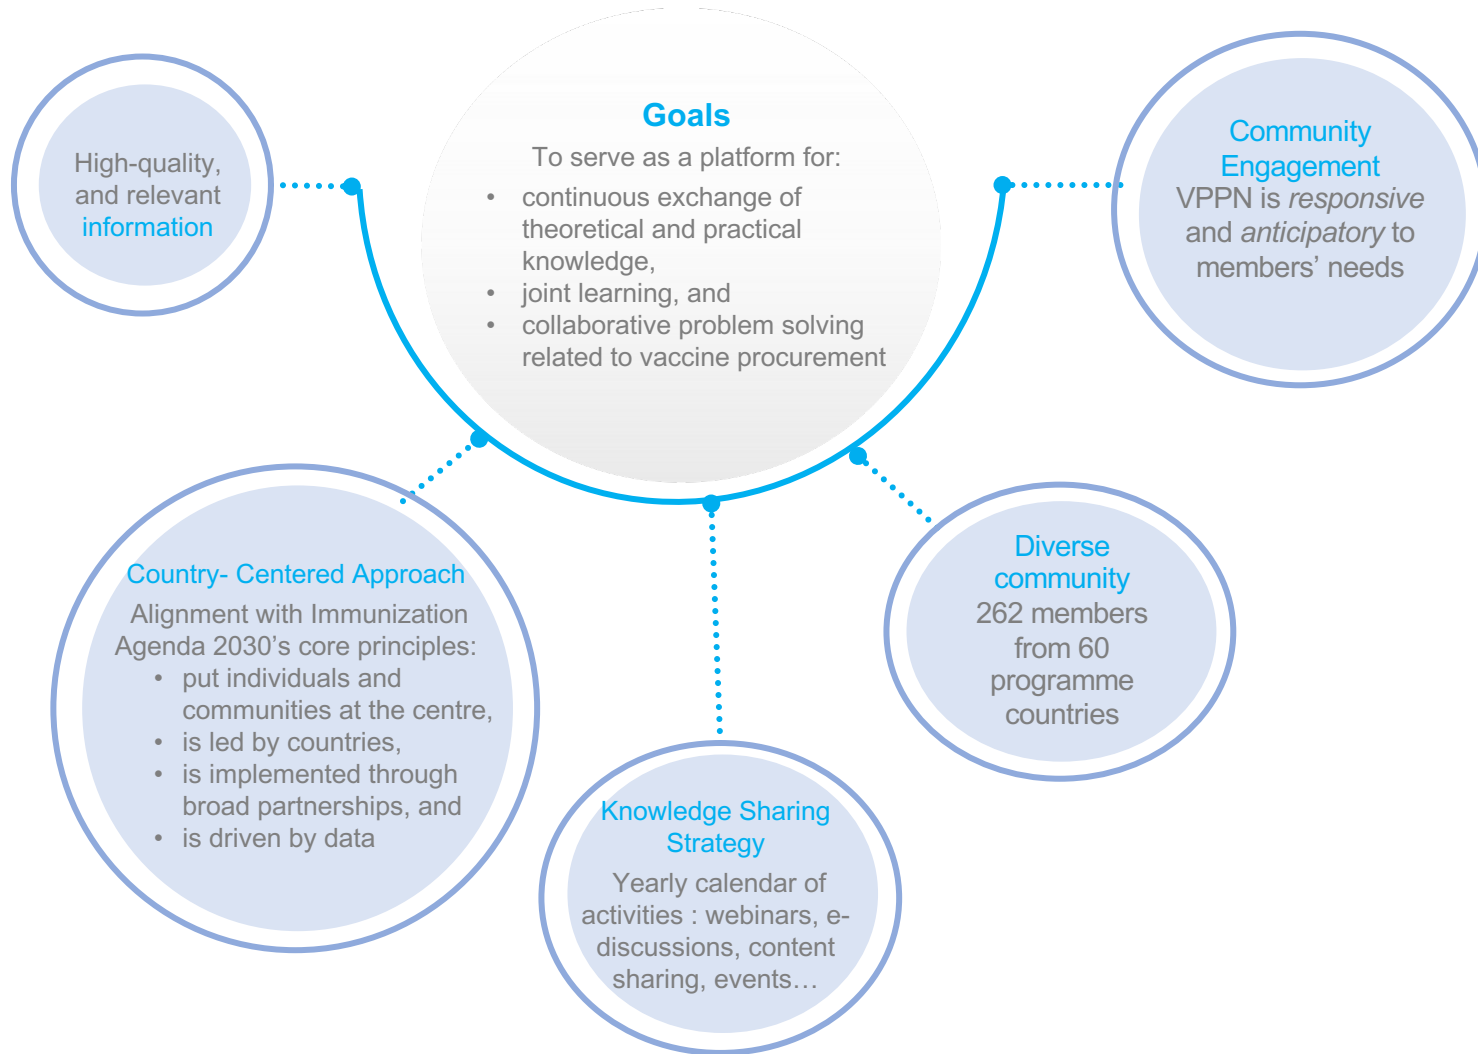 Goals
To serve as a platform for:
• continuous exchange of
theoretical and practical
knowledge,
• joint learning, and
• collaborative problem solving
related to vaccine procurement
High-quality,
and relevant
information
Country- Centered Approach
Alignment with Immunization
Agenda 2030’s core principles:
• put individuals and
communities at the centre,
• is led by countries,
• is implemented through
broad partnerships, and
• is driven by data
Knowledge Sharing
Strategy
Yearly calendar of
activities : webinars, e-
discussions, content
sharing, events…
Diverse
community
262 members
from 60
programme
countries
Community
Engagement
VPPN is responsive
and anticipatory to
members’ needs